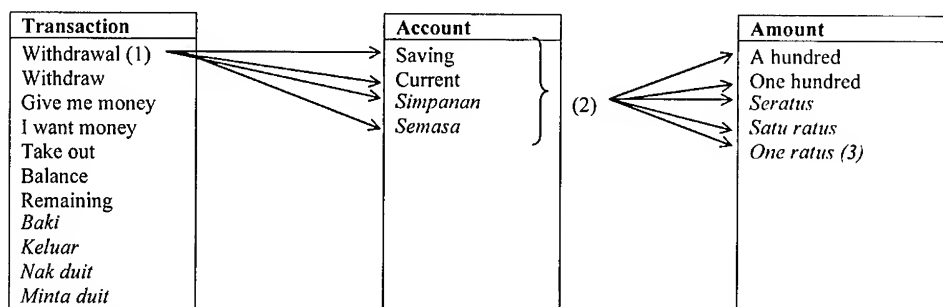 Transaction
Withdrawal (1)
Withdraw
Give me money
I want money
Take out
Balance
Remaining
Baki
Keluar
Nak duit
Minta duit
Account
Saving
Current
Simpanan
Semasa
(2)
Amount
A hundred
One hundred
Seratus
Satu ratus
One ratus (3)